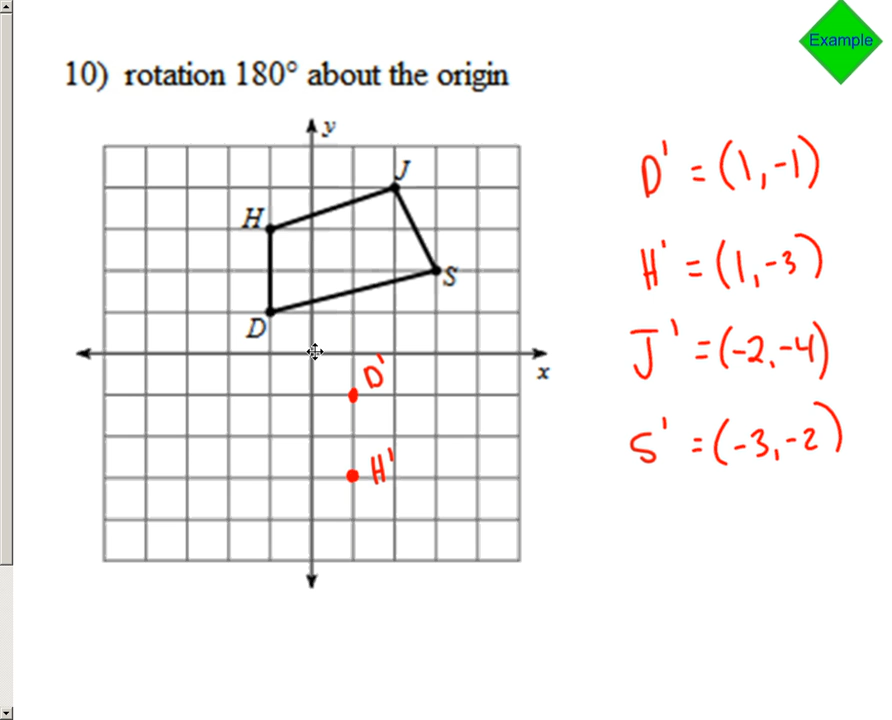 Example
10) rotation 180° about the origin
y
J
H
S
D
x
D'
H'
D' = (1,-1)
H' = (1,-3)
J' = (-2,-4)
S' = (-3,-2)